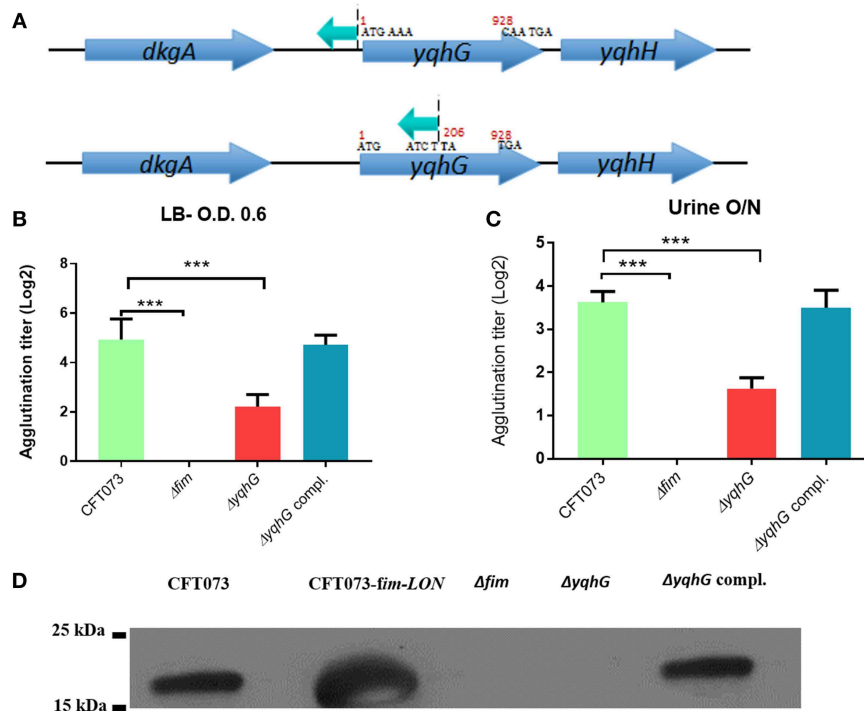 A
1
928
ATG AAA
CAA TGA
dkgA
yqhG
yqhH
1
206
928
ATG
ATCT TA
TGA
dkgA
yqhG
yqhH
B
LB- O.D. 0.6
Agglutination titer (Log2)
8
6
4
2
0
***
***
CFT073
Δfim
ΔyqhG
ΔyqhG compl.
C
Urine O/N
Agglutination titer (Log2)
5
4
3
2
1
0
***
***
CFT073
Δfim
ΔyqhG
ΔyqhG compl.
D
CFT073 CFT073-fim-LON Δfim ΔyqhG ΔyqhG compl.
25 kDa
15 kDa